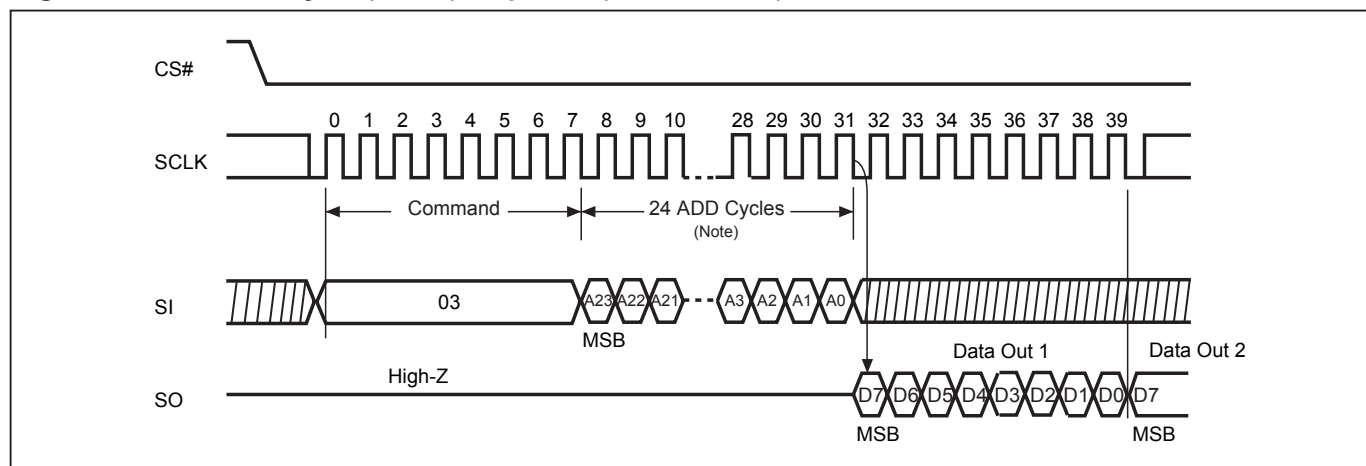 CS#
0 1 2 3 4 5 6 7 8 9 10 28 29 30 31 32 33 34 35 36 37 38 39
SCLK
Command
24 ADD Cycles
(Note)
SI
03
A23 A22 A21 A3 A2 A1 A0
MSB
Data Out 1 Data Out 2
High-Z
SO
D7 D6 D5 D4 D3 D2 D1 D0 D7
MSB MSB